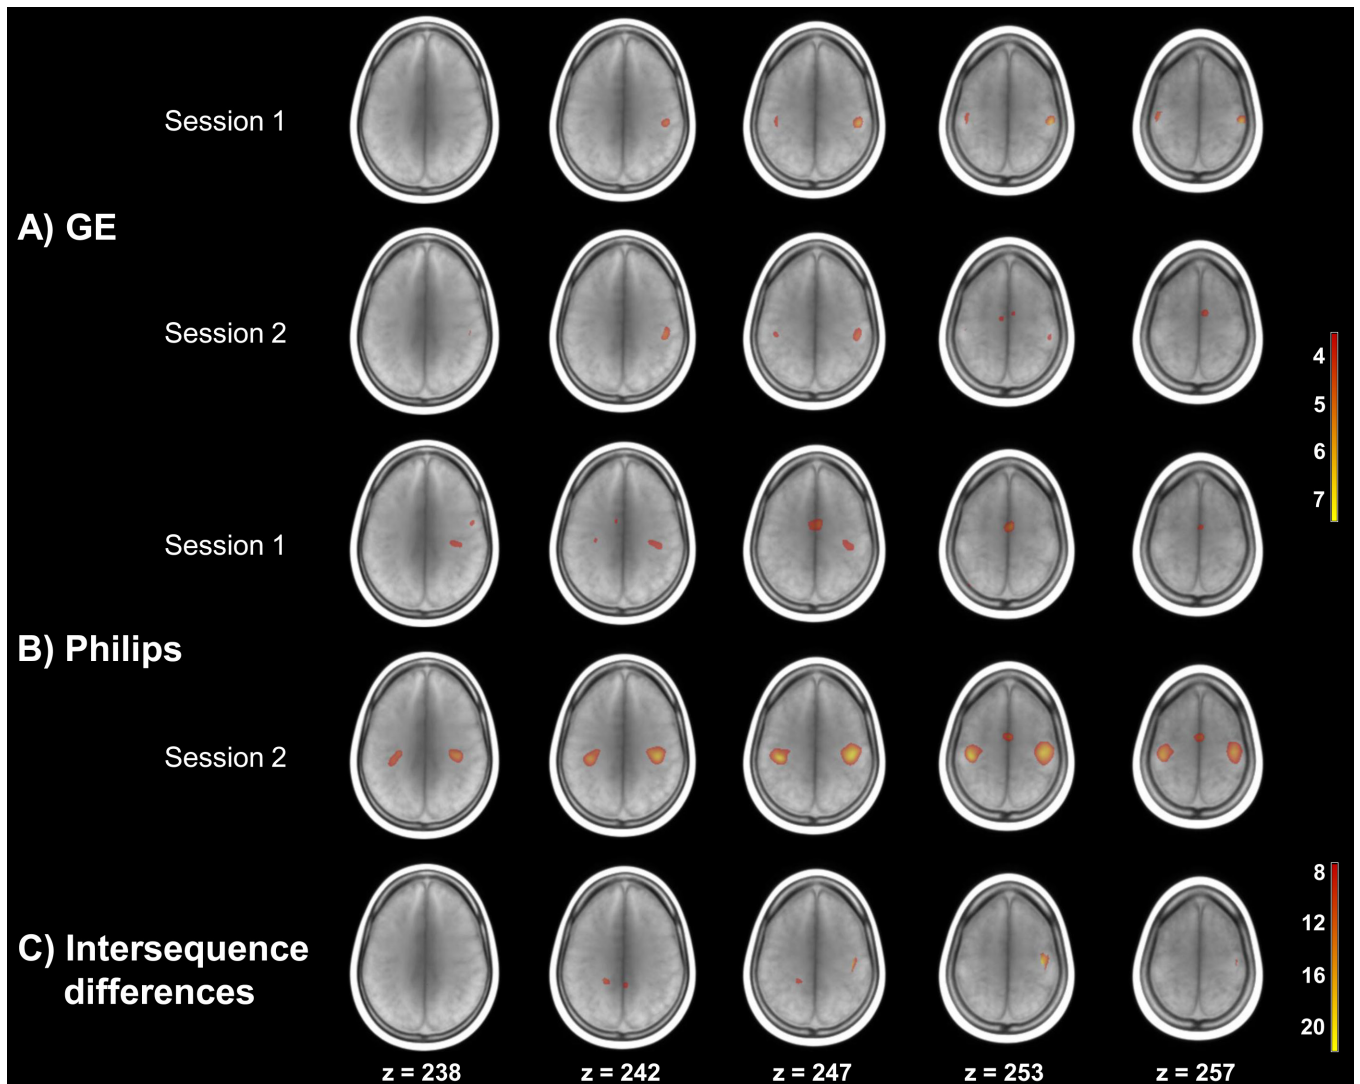 Session 1
A) GE
Session 2
4
5
6
7
Session 1
B) Philips
Session 2
8
12
16
20
C) Intersequence
differences
z = 238 z = 242 z = 247 z = 253 z = 257